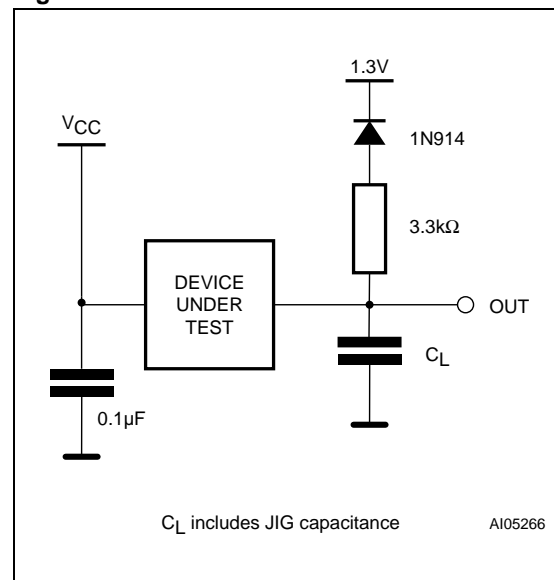 1.3V
VCC
1N914
3.3kΩ
DEVICE
UNDER
TEST
OUT
CL
0.1µF
CL includes JIG capacitance
AI05266